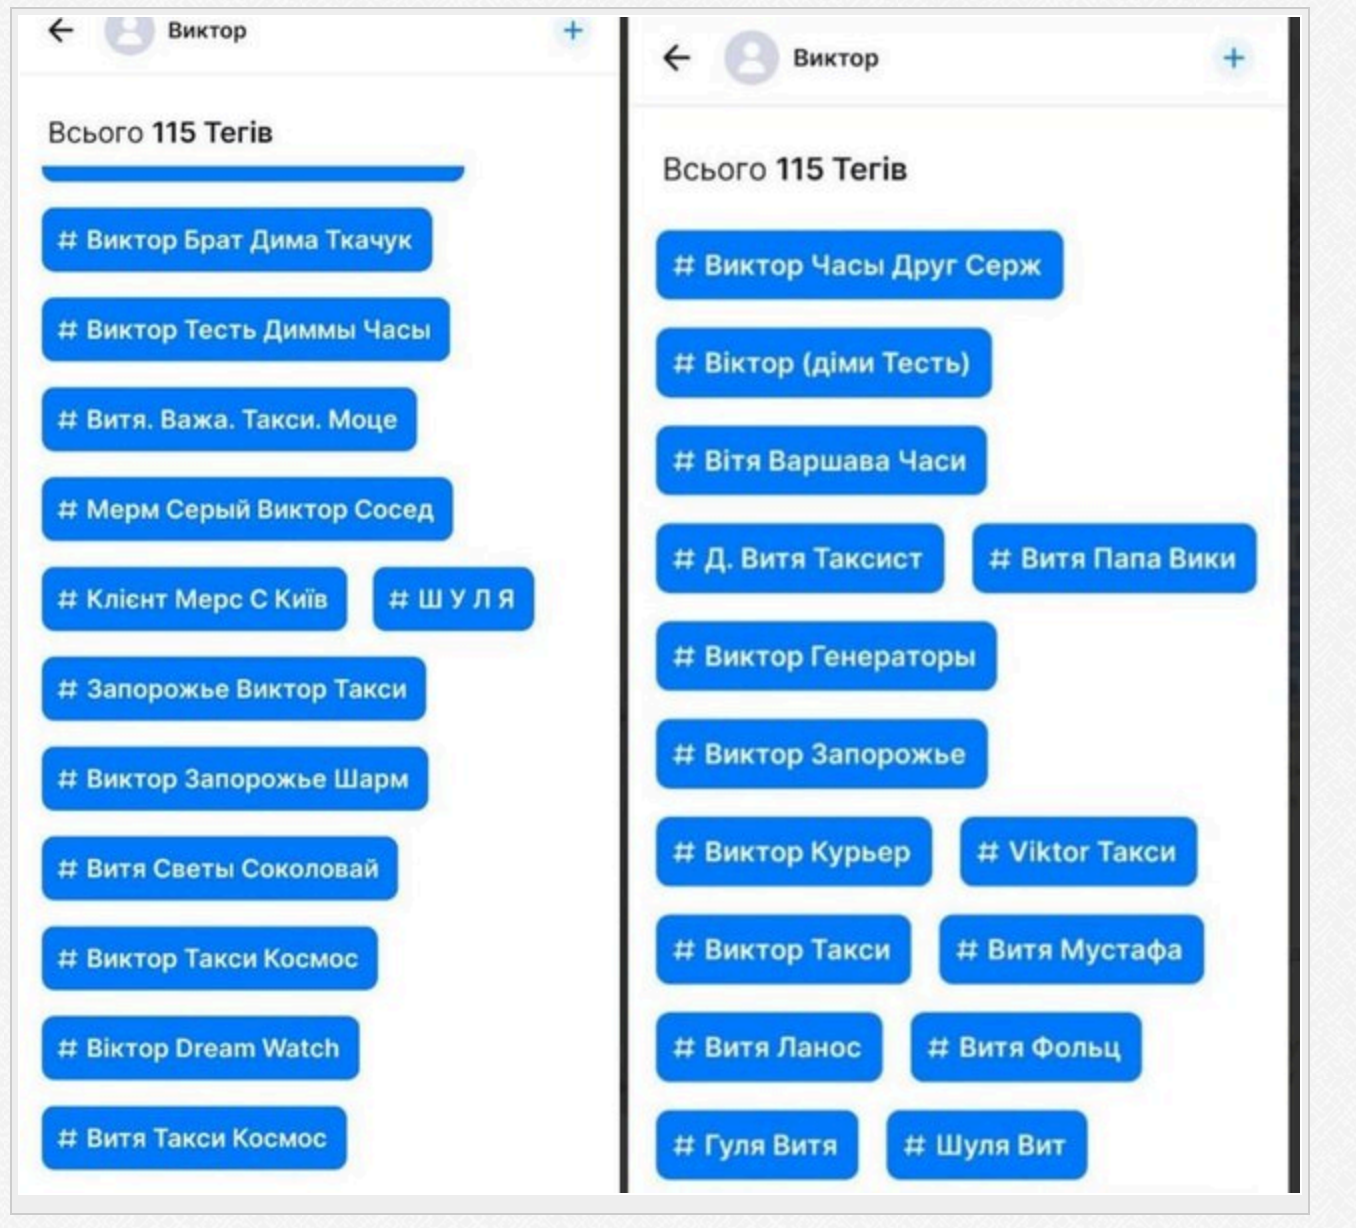 Виктор
Всього 115 Тегів
# Виктор Брат Дима Ткачук
# Виктор Тесть Диммы Часы
# Витя. Важа. Такси. Моце
# Мерм Серый Виктор Сосед
# Клієнт Мерс С Київ # Ш У Л Я
# Запорожье Виктор Такси
# Виктор Запорожье Шарм
# Витя Светы Соколовай
# Виктор Такси Космос
# Віктор Dream Watch
# Витя Такси Космос
Виктор
Всього 115 Тегів
# Виктор Часы Друг Серж
# Віктор (діми Тесть)
# Вітя Варшава Часи
# Д. Витя Таксист # Витя Папа Вики
# Виктор Генераторы
# Виктор Запорожье
# Виктор Курьер # Viktor Такси
# Виктор Такси # Витя Мустафа
# Витя Ланос # Витя Фольц
# Гуля Витя # Шуля Вит